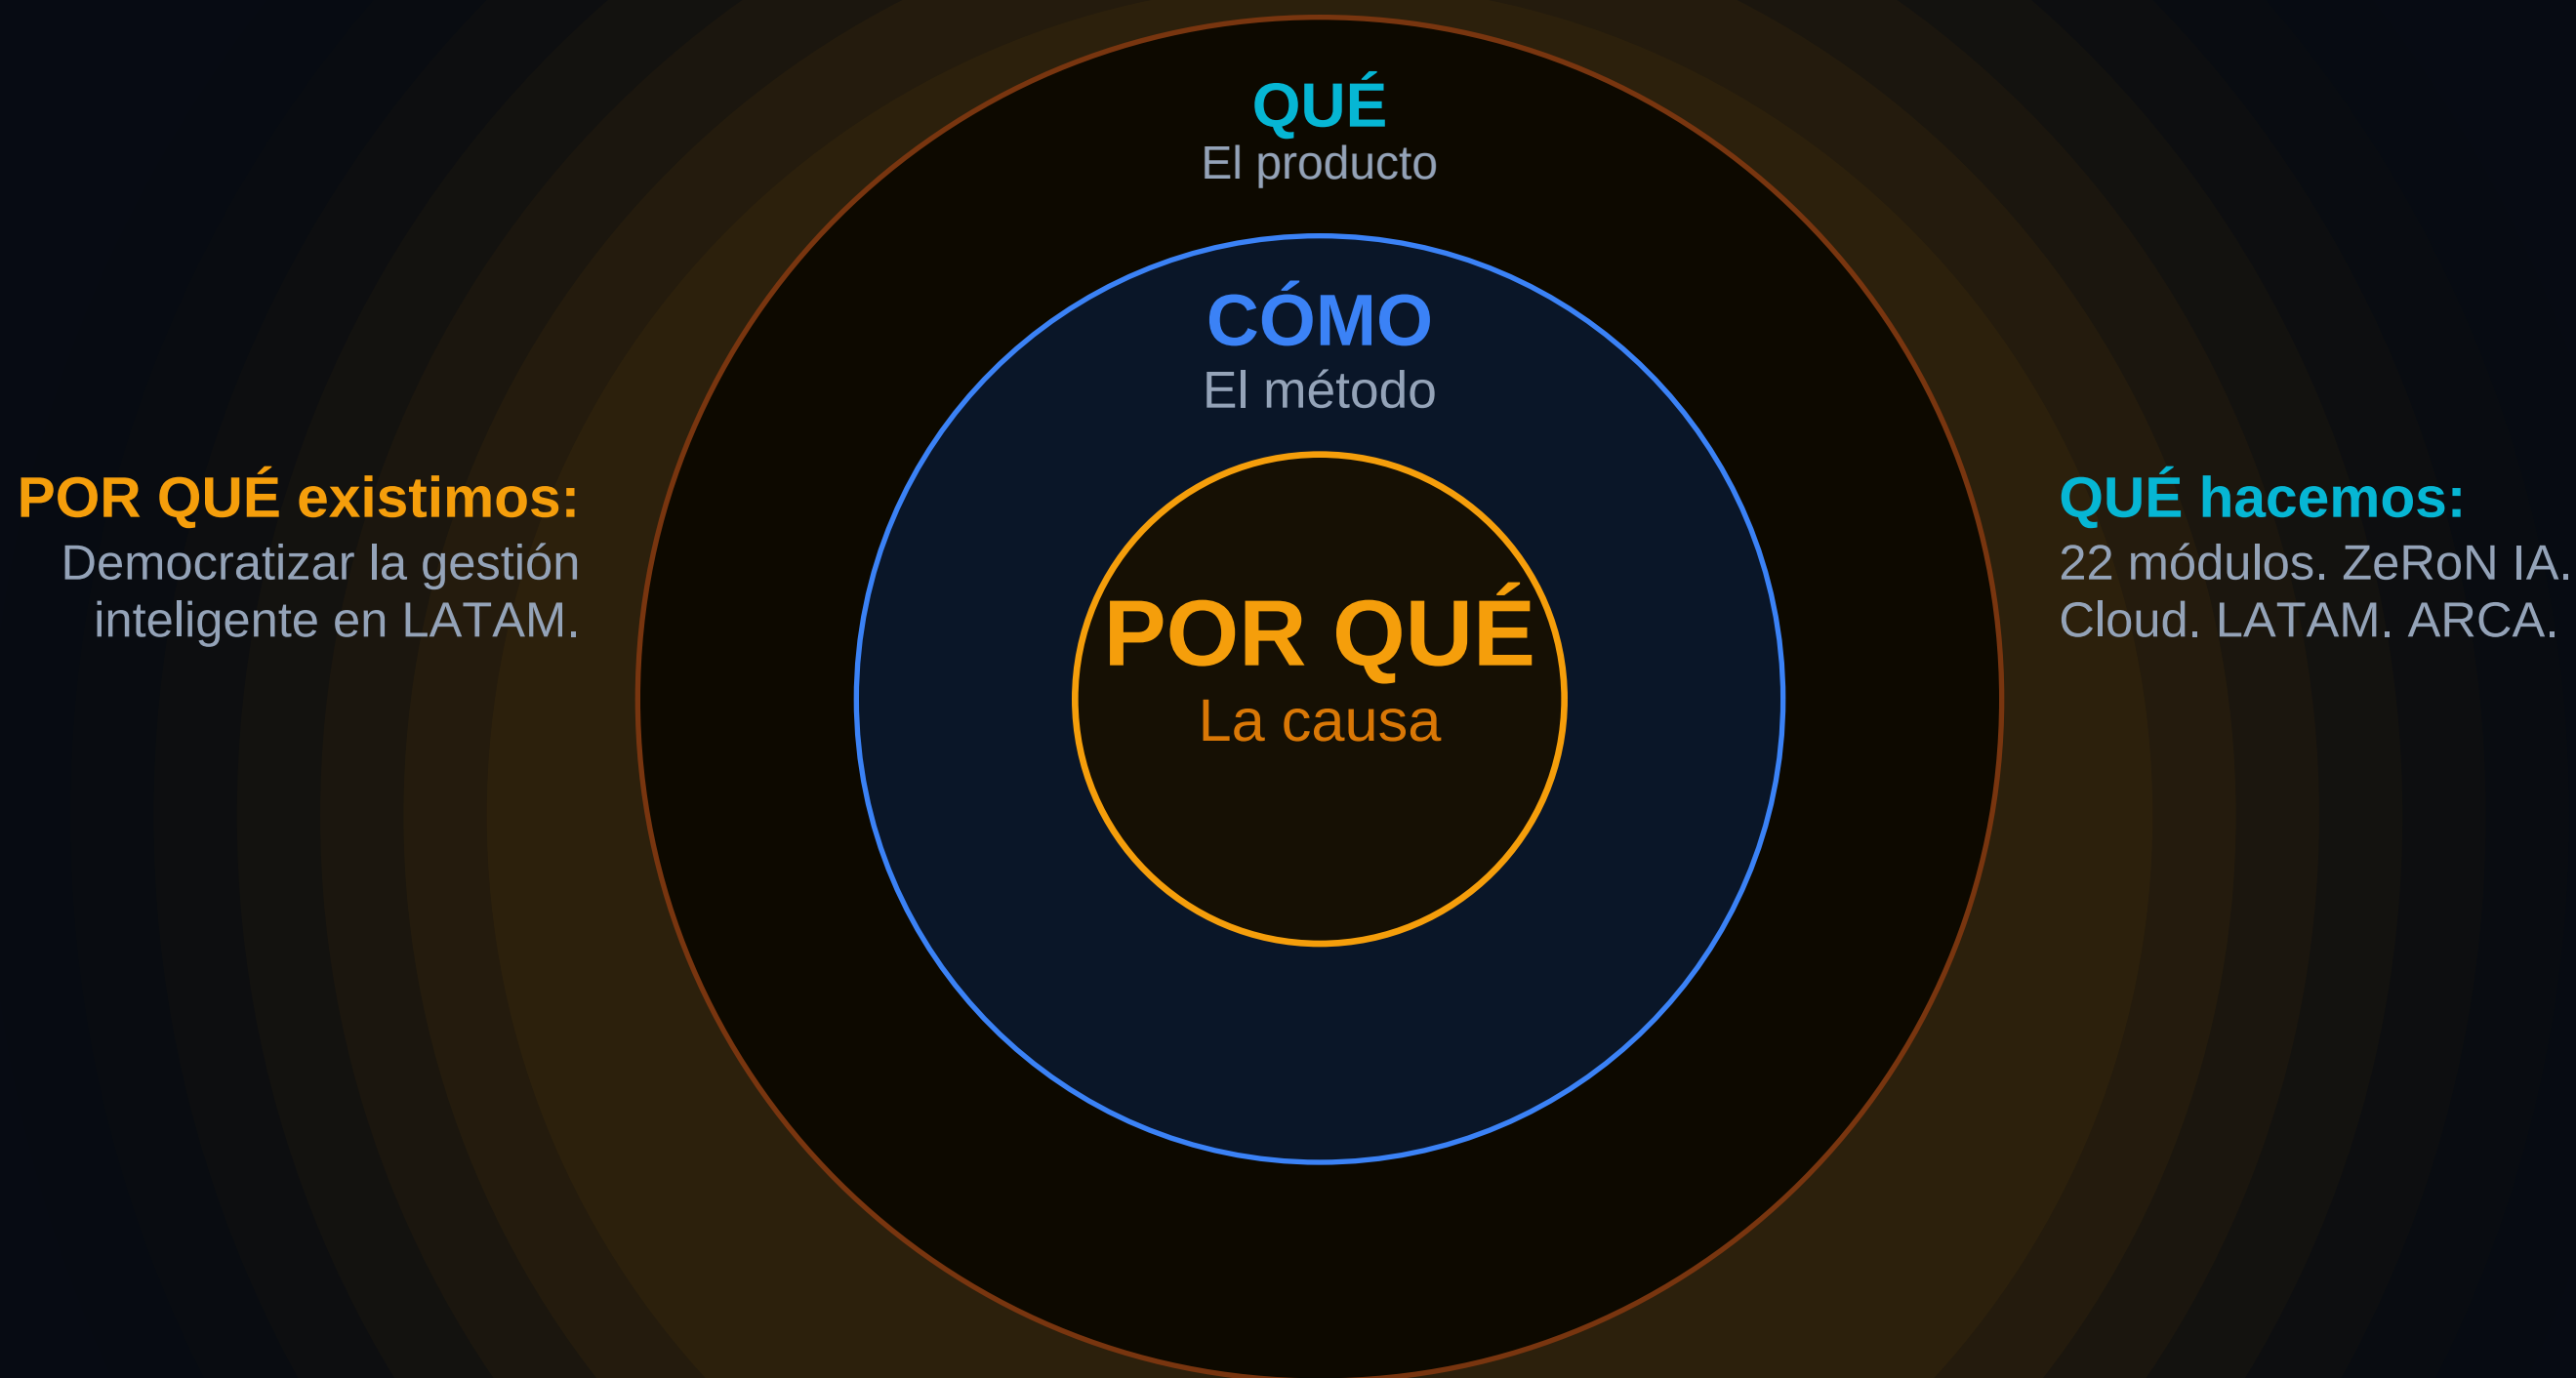 QUÉ
El producto
CÓMO
El método
POR QUÉ existimos:
Democratizar la gestión
inteligente en LATAM.
POR QUÉ
La causa
QUÉ hacemos:
22 módulos. ZeRoN IA.
Cloud. LATAM. ARCA.